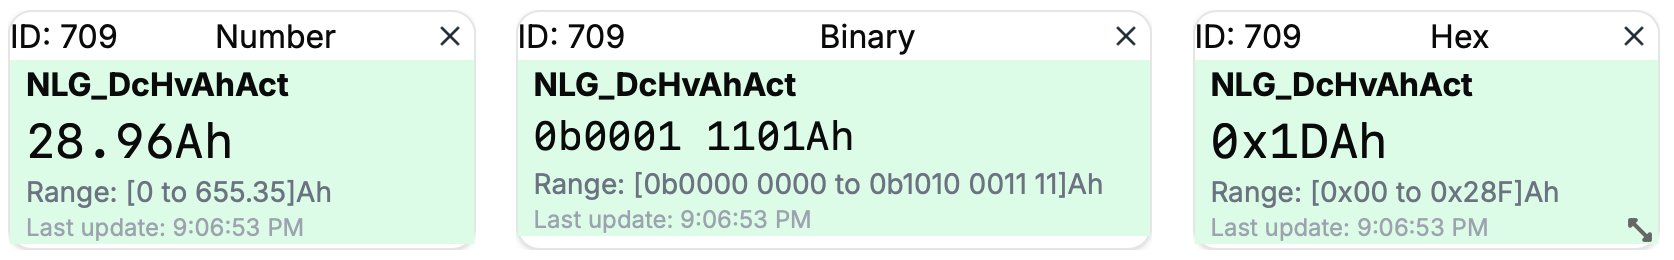 ID: 709 Number
NLG_DcHvAhAct
28.96Ah
Range: [0 to 655.35]Ah
Last update: 9:06:53 PM
ID: 709 Binary
NLG_DcHvAhAct
0b0001 1101Ah
Range: [0b0000 0000 to 0b1010 0011 11]Ah
Last update: 9:06:53 PM
ID: 709 Hex
NLG_DcHvAhAct
0x1DAh
Range: [0x00 to 0x28F]Ah
Last update: 9:06:53 PM